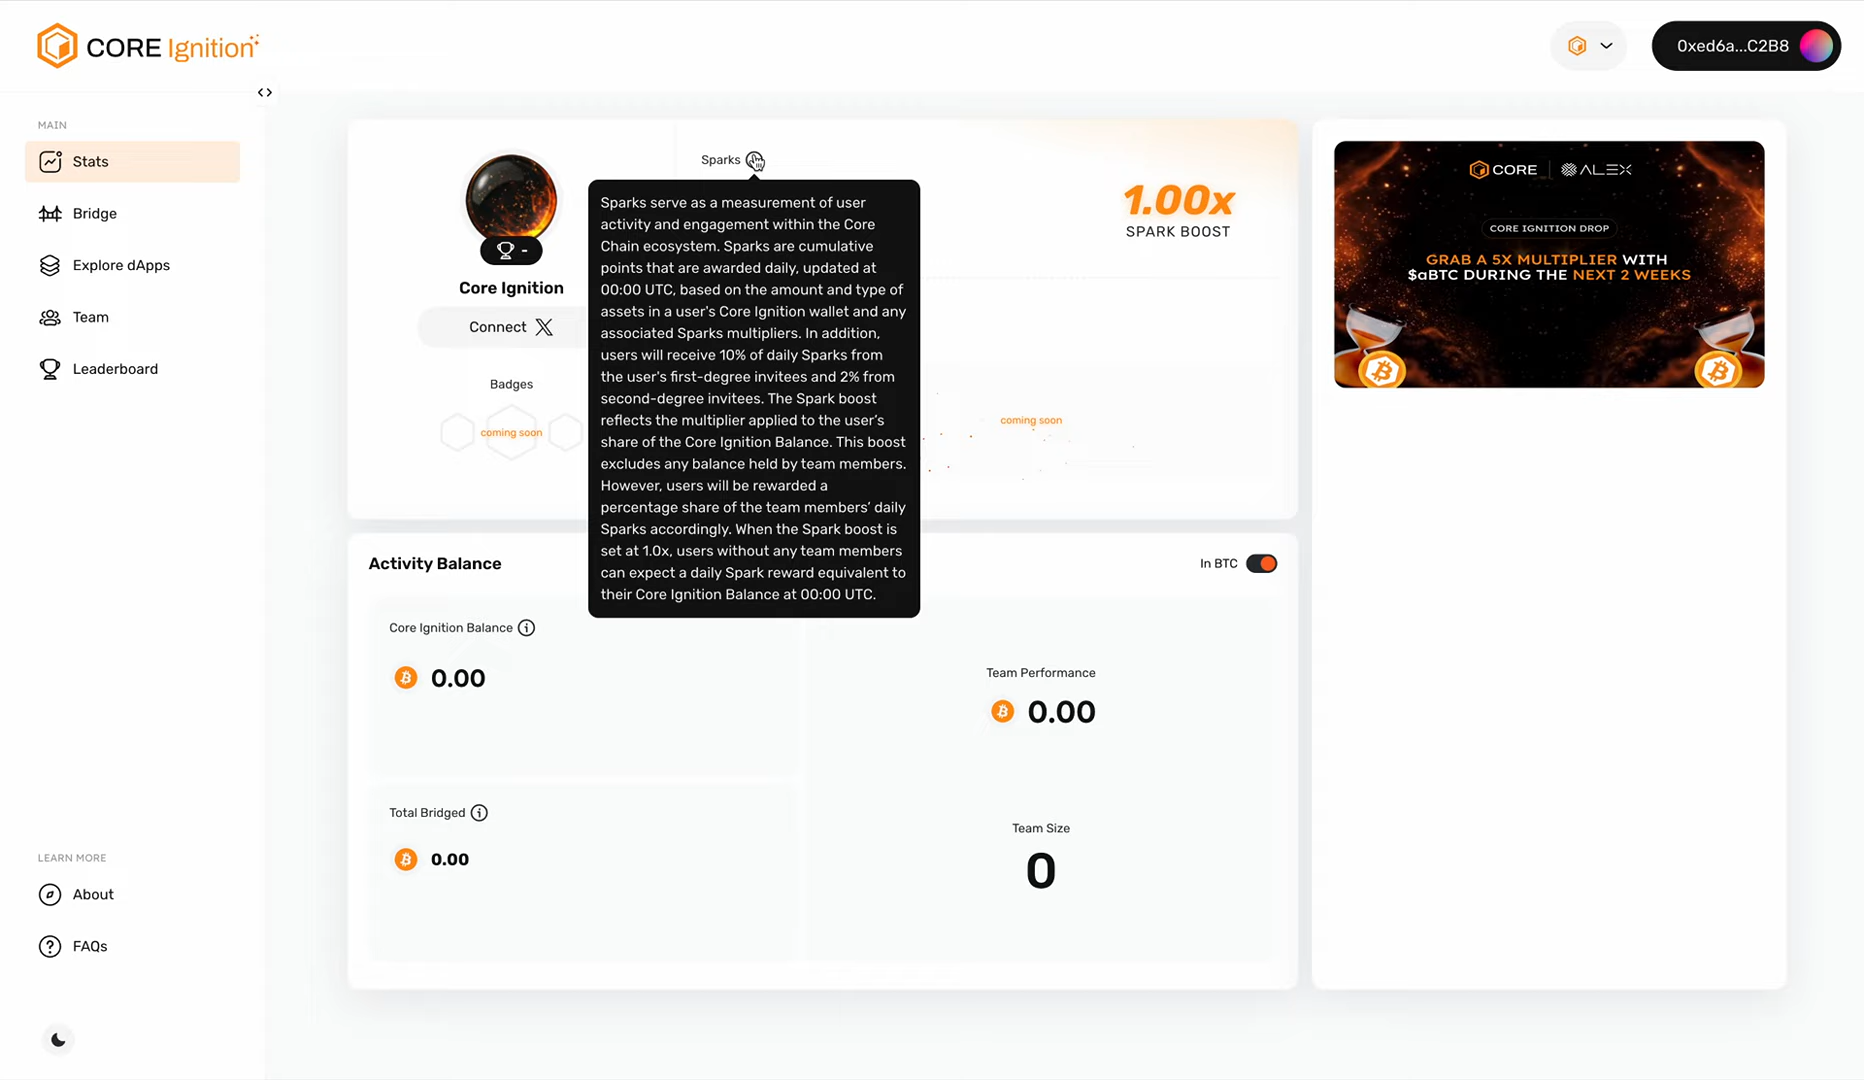 CORE Ignition
0xed6a...C2B8
MAIN
Stats
Bridge
Explore dApps
Team
Leaderboard
LEARN MORE
About
FAQs
-
Core Ignition
Connect X
Badges
coming soon
Sparks
Sparks serve as a measurement of user
activity and engagement within the Core
Chain ecosystem. Sparks are cumulative
points that are awarded daily, updated at
00:00 UTC, based on the amount and type of
assets in a user's Core Ignition wallet and any
associated Sparks multipliers. In addition,
users will receive 10% of daily Sparks from
the user's first-degree invitees and 2% from
second-degree invitees. The Spark boost
reflects the multiplier applied to the user’s
share of the Core Ignition Balance. This boost
excludes any balance held by team members.
However, users will be rewarded a
percentage share of the team members’ daily
Sparks accordingly. When the Spark boost is
set at 1.0x, users without any team members
can expect a daily Spark reward equivalent to
their Core Ignition Balance at 00:00 UTC.
1.00x
SPARK BOOST
coming soon
CORE | ALEX
CORE IGNITION DROP
GRAB A 5X MULTIPLIER WITH
$aBTC DURING THE NEXT 2 WEEKS
Activity Balance
In BTC
Core Ignition Balance
0.00
Total Bridged
0.00
Team Performance
0.00
Team Size
0